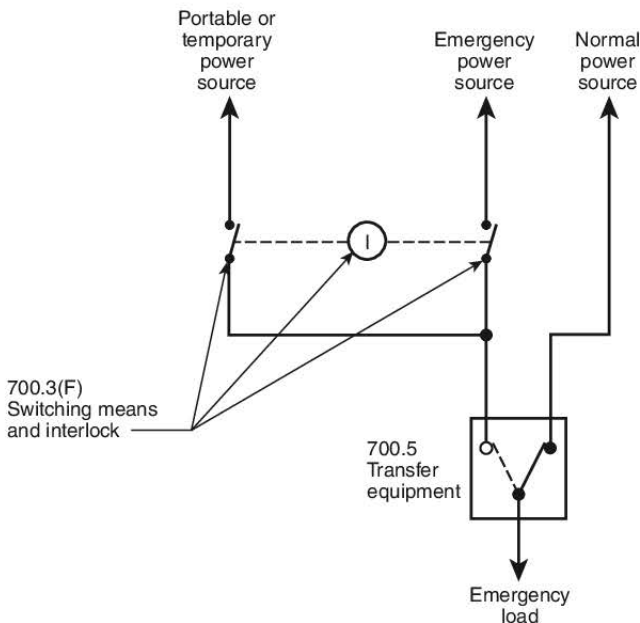 Portable or
temporary
power
source
Emergency
power
source
Normal
power
source
I
700.3(F)
Switching means
and interlock
700.5
Transfer
equipment
Emergency
load